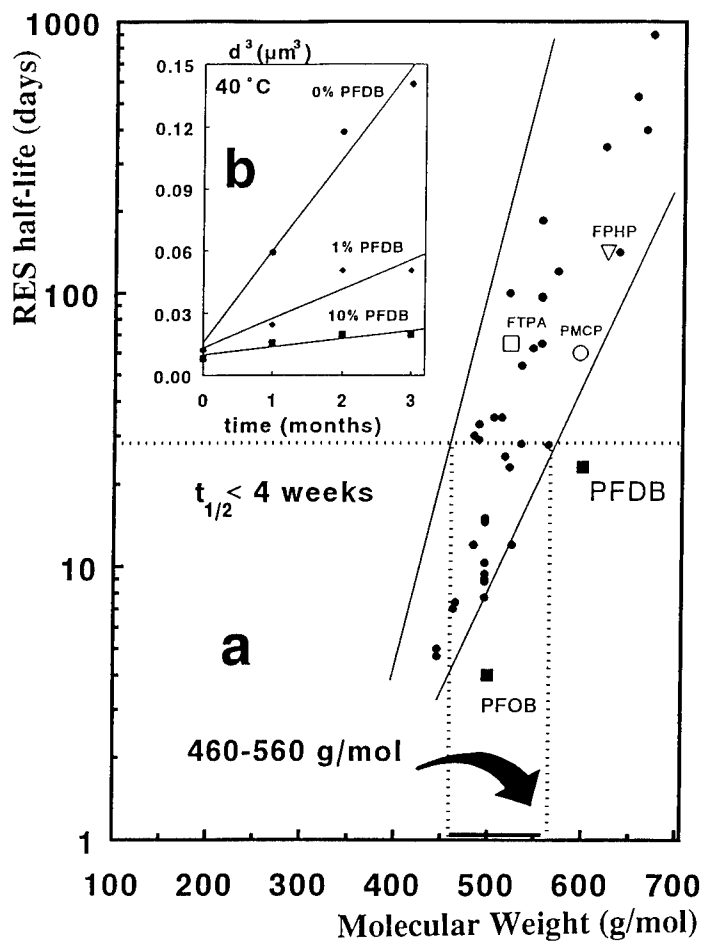 1000
100
10
1
RES half-life (days)
d³ (µm³)
0.15
0.12
0.09
0.06
0.03
0.00
40 °C
0% PFDB
b
1% PFDB
10% PFDB
0 1 2 3
time (months)
FPHP
FTPA
PMCP
t1/2 < 4 weeks
PFDB
a
PFOB
460-560 g/mol
100 200 300 400 500 600 700
Molecular Weight (g/mol)